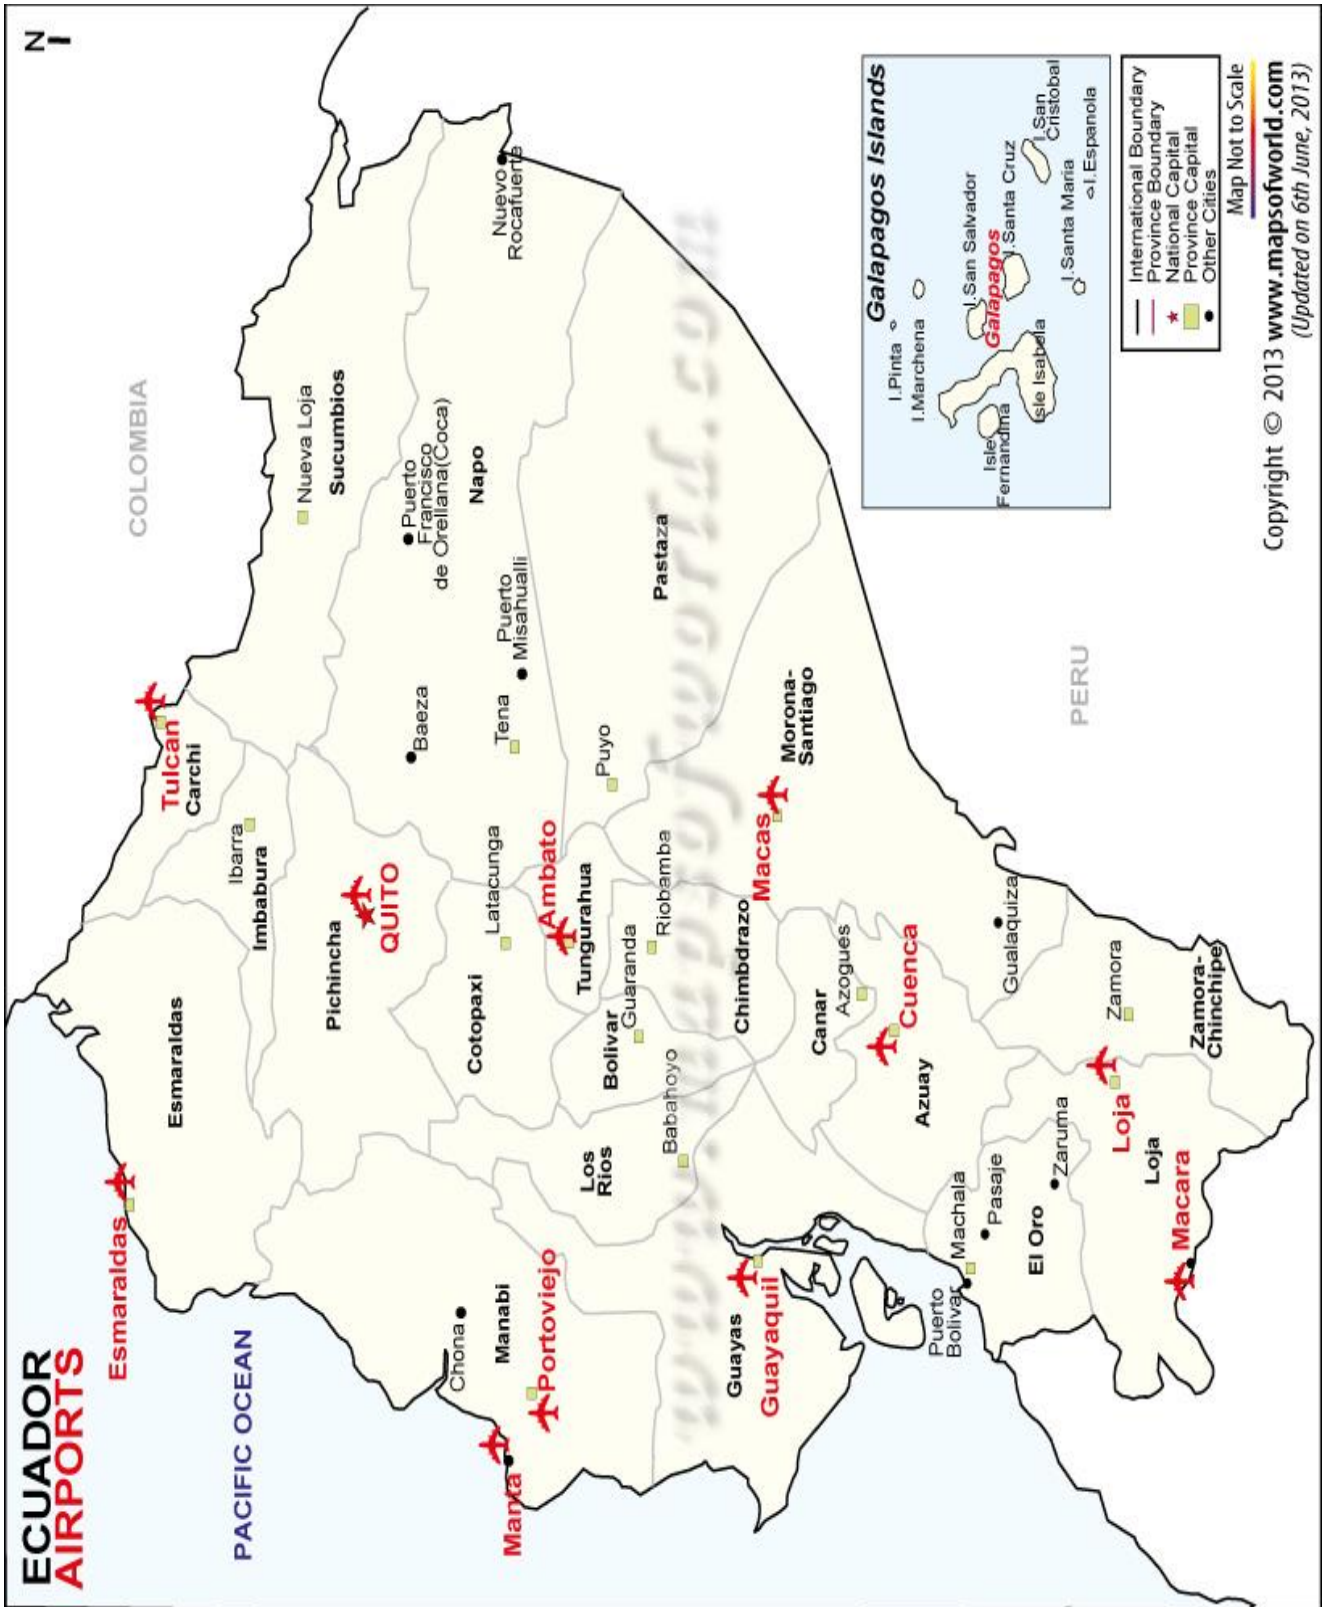 ECUADOR
AIRPORTS
N
PACIFIC OCEAN
COLOMBIA
PERU
Esmaraldas
Esmaraldas
Tulcan
Carchi
Ibarra
Imbabura
Nueva Loja
Sucumbios
Pichincha
QUITO
Baeza
Puerto
Francisco
de Orellana(Coca)
Napo
Nuevo
Rocafuerte
Chona
Manabi
Manta
Portoviejo
Cotopaxi
Latacunga
Tena
Puerto
Misahualli
Ambato
Tungurahua
Puyo
Pastaza
Los
Rios
Bolivar
Guaranda
Riobamba
Babahoyo
www.mapsofworld.com
Guayas
Guayaquil
Chimbdrazo
Macas
Morona-
Santiago
Canar
Azogues
Cuenca
Azuay
Gualaquiza
Puerto
Bolivar
Machala
Pasaje
El Oro
Zaruma
Loja
Loja
Macara
Zamora
Zamora-
Chinchipe
Galapagos Islands
I.Pinta
I.Marchena
I.San Salvador
Galapagos
I.Santa Cruz
I.San
Cristobal
Isle
Fernandina
Isle Isabela
I.Santa Maria
I.Espanola
International Boundary
Province Boundary
National Capital
Province Capital
Other Cities
Map Not to Scale
Copyright © 2013 www.mapsofworld.com
(Updated on 6th June, 2013)